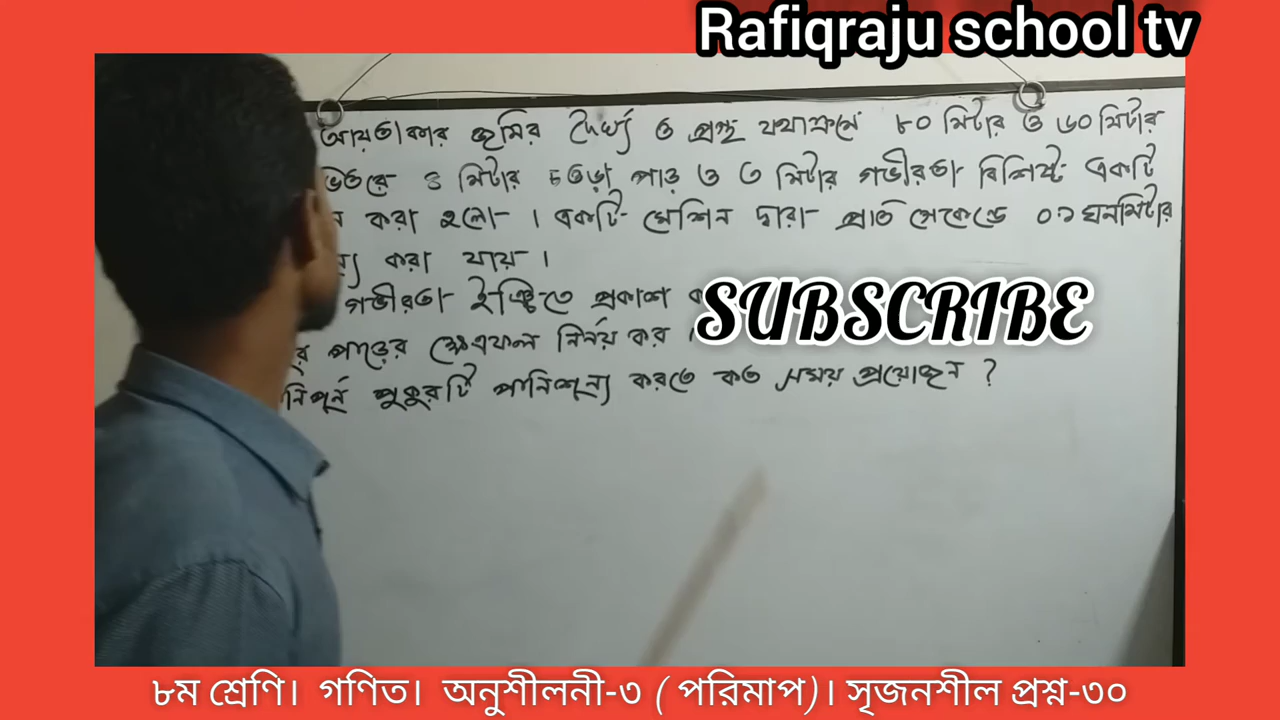 Rafiqraju school tv
আয়তাকার জমির দৈর্ঘ্য ও প্রস্থ যথাক্রমে ৮০ মিটার ও ৬০ মিটার
ভিতরে ৪ মিটার চওড়া পাড় ও ৩ মিটার গভীরতা বিশিষ্ট একটি
ন করা হলো । একটি মেশিন দ্বারা প্রতি সেকেন্ডে ০.১ ঘনমিটার
ন্য করা যায় ।
গভীরতা ইঞ্চিতে প্রকাশ ক
SUBSCRIBE
র পাড়ের ক্ষেত্রফল নির্নয় কর ।
নিপূর্ন পুকুরটি পানিশূন্য করতে কত সময় প্রয়োজন ?
৮ম শ্রেণি। গণিত। অনুশীলনী-৩ ( পরিমাপ)। সৃজনশীল প্রশ্ন-৩০